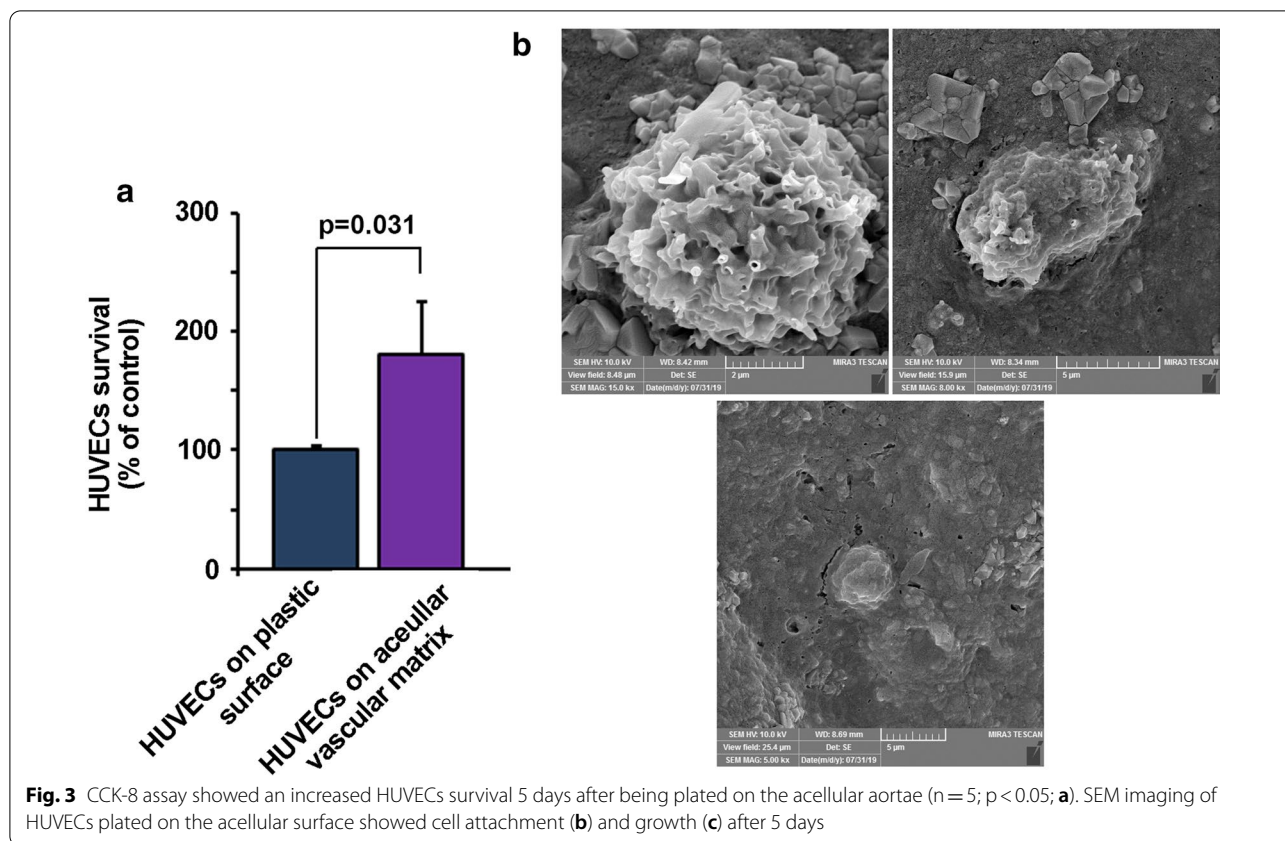 b
a
300
200
100
0
HUVECs survival
(% of control)
p=0.031
HUVECs on plastic
surface
HUVECs on aceullar
vascular matrix
SEM HV: 10.0 kV WD: 8.42 mm MIRA3 TESCAN
View field: 8.48 µm Det: SE 2 µm
SEM MAG: 15.0 kx Date(m/d/y): 07/31/19
SEM HV: 10.0 kV WD: 8.34 mm MIRA3 TESCAN
View field: 15.9 µm Det: SE 5 µm
SEM MAG: 8.00 kx Date(m/d/y): 07/31/19
SEM HV: 10.0 kV WD: 8.69 mm MIRA3 TESCAN
View field: 25.4 µm Det: SE 5 µm
SEM MAG: 5.00 kx Date(m/d/y): 07/31/19
Fig. 3 CCK-8 assay showed an increased HUVECs survival 5 days after being plated on the acellular aortae (n = 5; p < 0.05; a). SEM imaging of
HUVECs plated on the acellular surface showed cell attachment (b) and growth (c) after 5 days